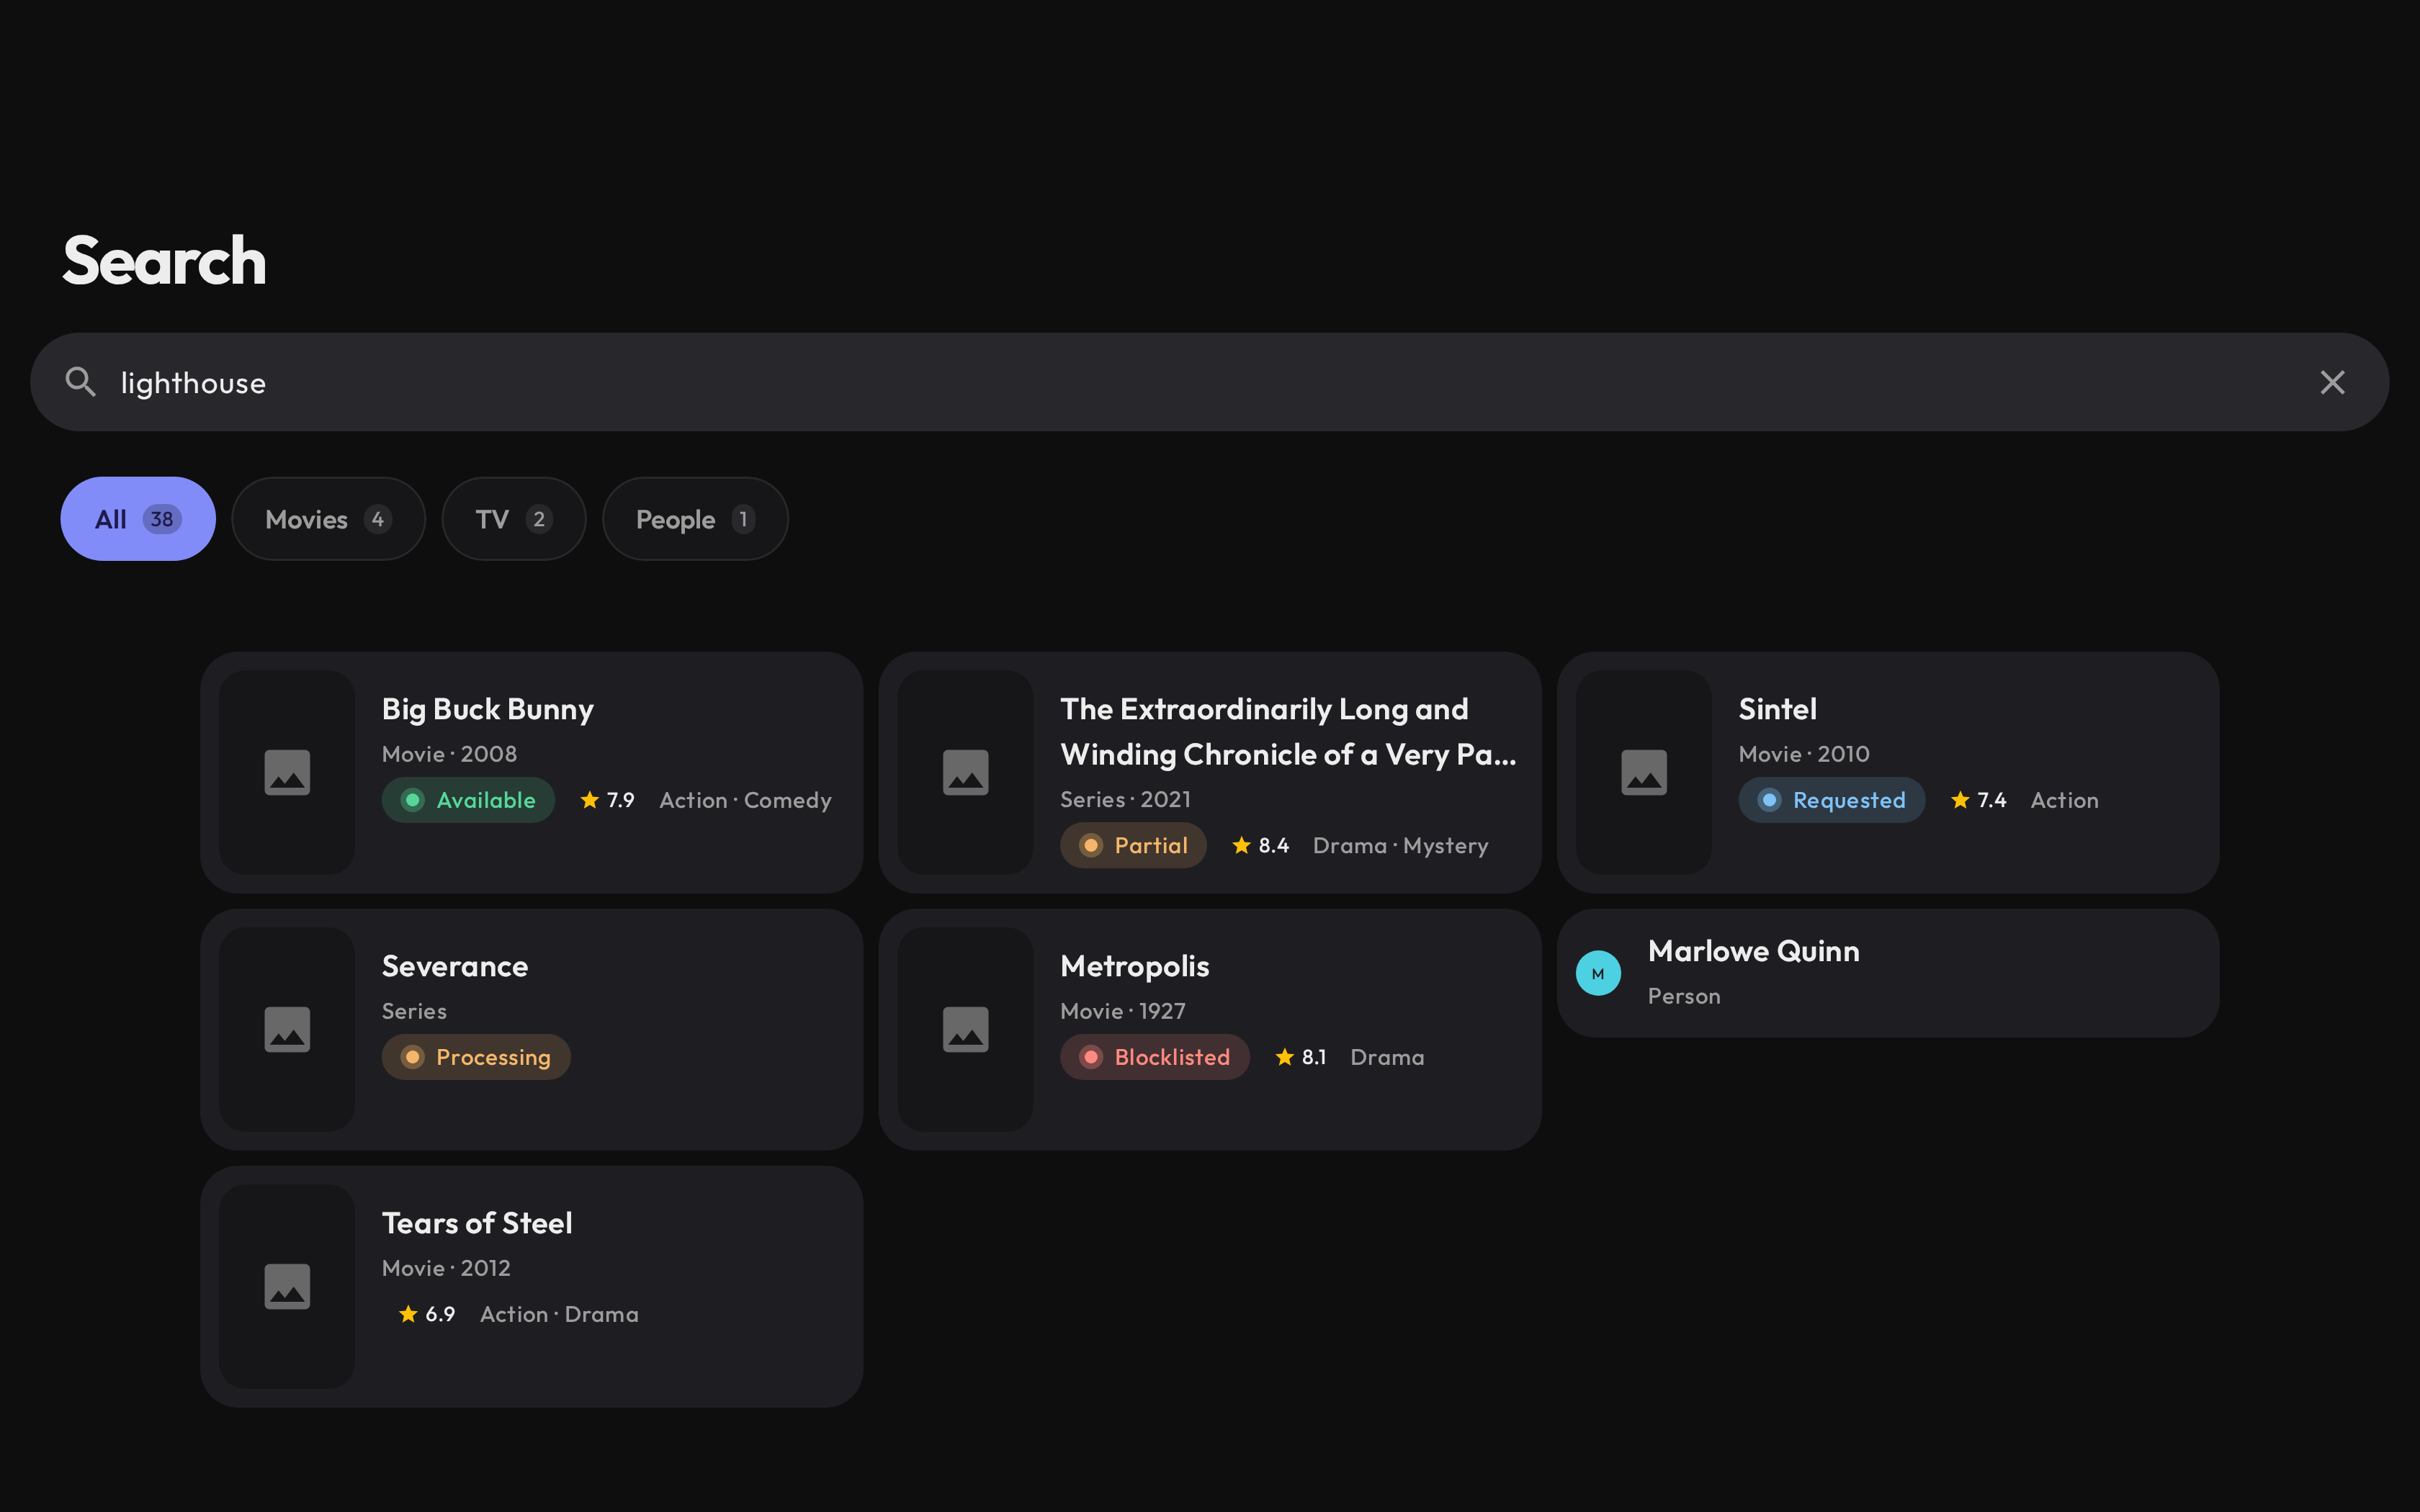 Search
lighthouse
All 38 Movies 4 TV 2 People 1
Big Buck Bunny
Movie · 2008
Available 7.9 Action · Comedy
The Extraordinarily Long and
Winding Chronicle of a Very Pa...
Series · 2021
Partial 8.4 Drama · Mystery
Sintel
Movie · 2010
Requested 7.4 Action
Severance
Series
Processing
Metropolis
Movie · 1927
Blocklisted 8.1 Drama
M
Marlowe Quinn
Person
Tears of Steel
Movie · 2012
6.9 Action · Drama